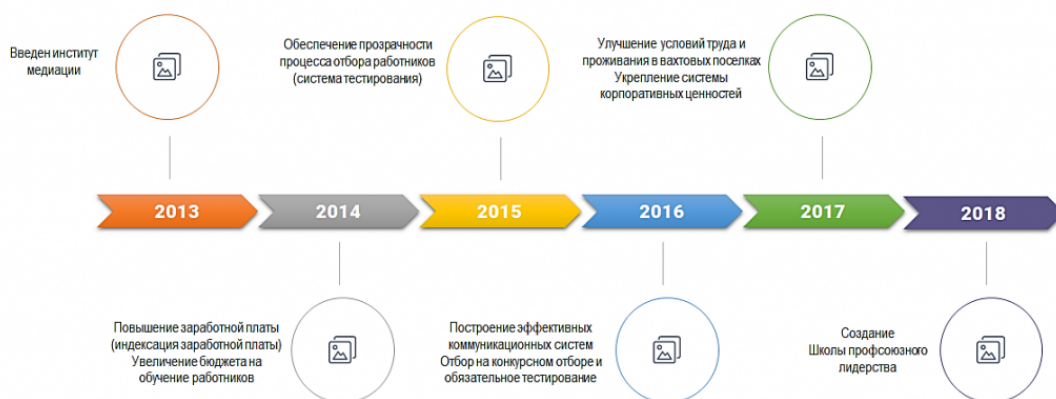 Введен институт
медиации
Обеспечение прозрачности
процесса отбора работников
(система тестирования)
Улучшение условий труда и
проживания в вахтовых поселках
Укрепление системы
корпоративных ценностей
2013
2014
2015
2016
2017
2018
Повышение заработной платы
(индексация заработной платы)
Увеличение бюджета на
обучение работников
Построение эффективных
коммуникационных систем
Отбор на конкурсном отборе и
обязательное тестирование
Создание
Школы профсоюзного
лидерства